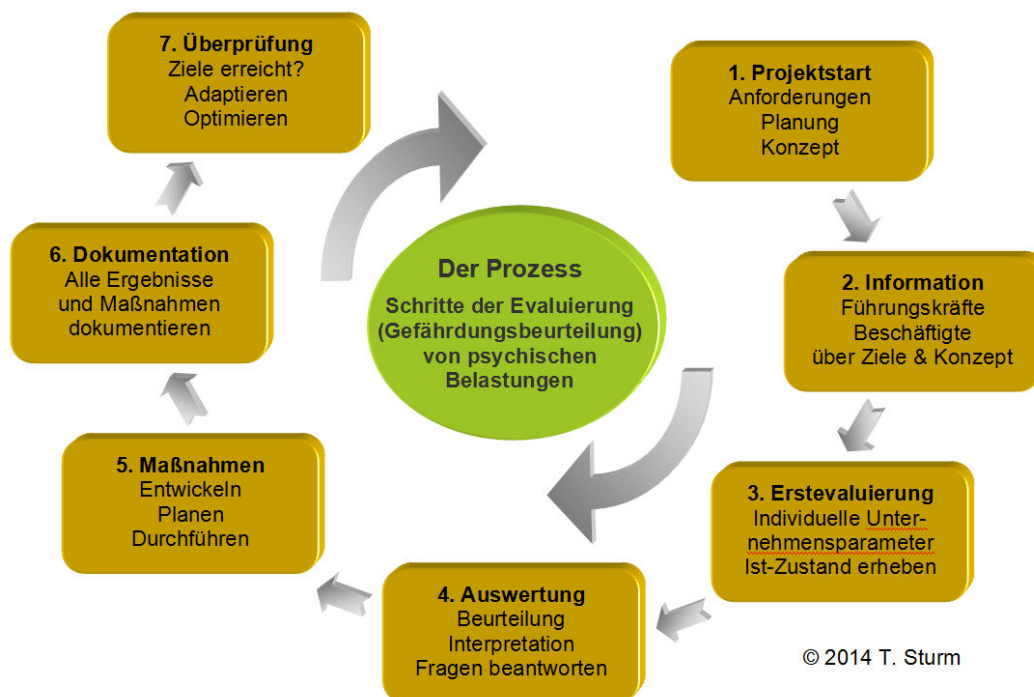 7. Überprüfung
Ziele erreicht?
Adaptieren
Optimieren
1. Projektstart
Anforderungen
Planung
Konzept
6. Dokumentation
Alle Ergebnisse
und Maßnahmen
dokumentieren
Der Prozess
Schritte der Evaluierung
(Gefährdungsbeurteilung)
von psychischen
Belastungen
2. Information
Führungskräfte
Beschäftigte
über Ziele & Konzept
5. Maßnahmen
Entwickeln
Planen
Durchführen
3. Erstevaluierung
Individuelle Unter-
nehmensparameter
Ist-Zustand erheben
4. Auswertung
Beurteilung
Interpretation
Fragen beantworten
© 2014 T. Sturm